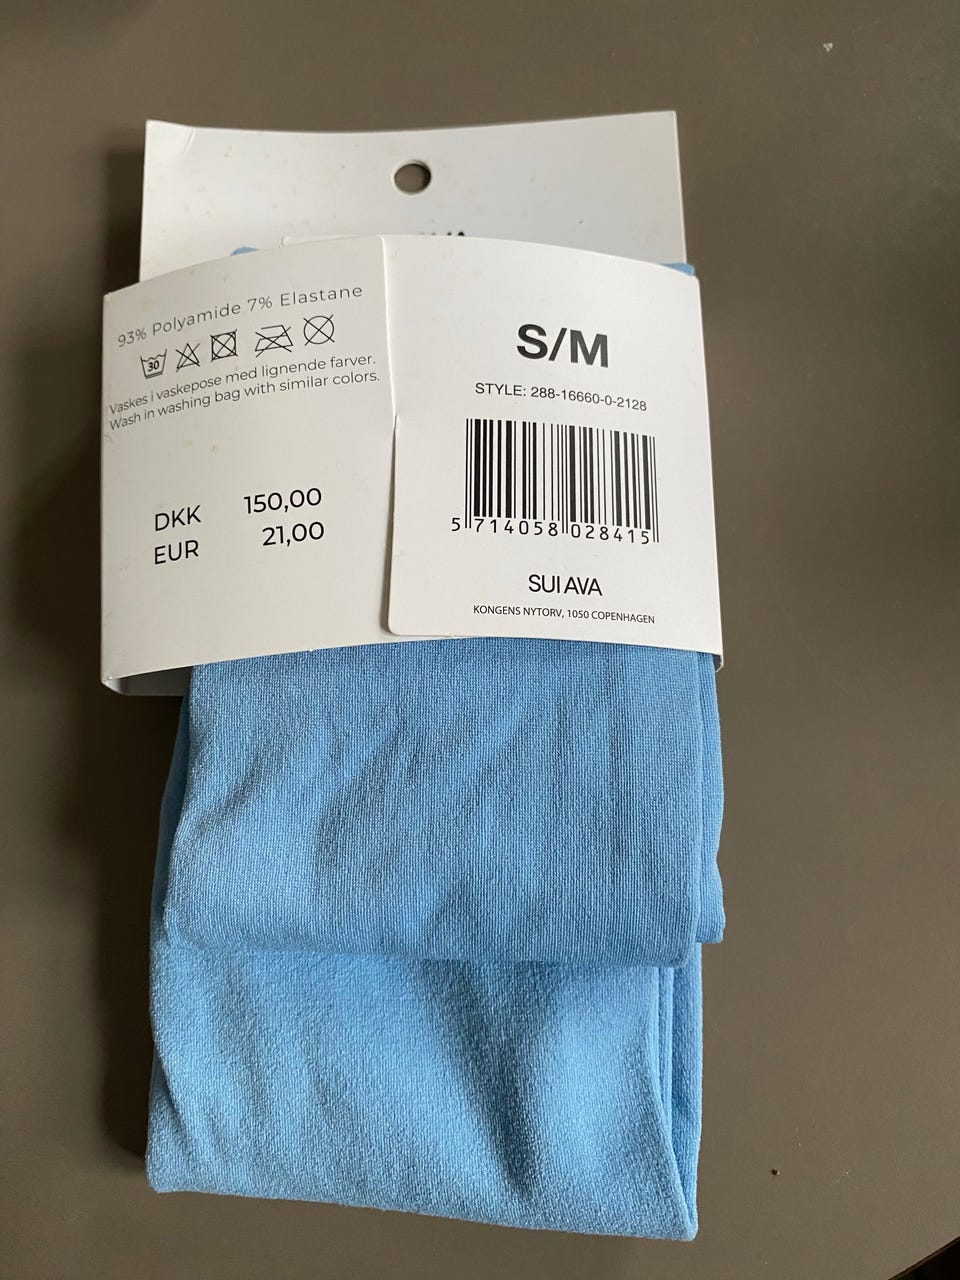 93% Polyamide 7% Elastane
30
Vaskes i vaskepose med lignende farver.
Wash in washing bag with similar colors.
DKK 150,00
EUR 21,00
S/M
STYLE: 288-16660-0-2128
5 714058 028415
SUI AVA
KONGENS NYTORV, 1050 COPENHAGEN